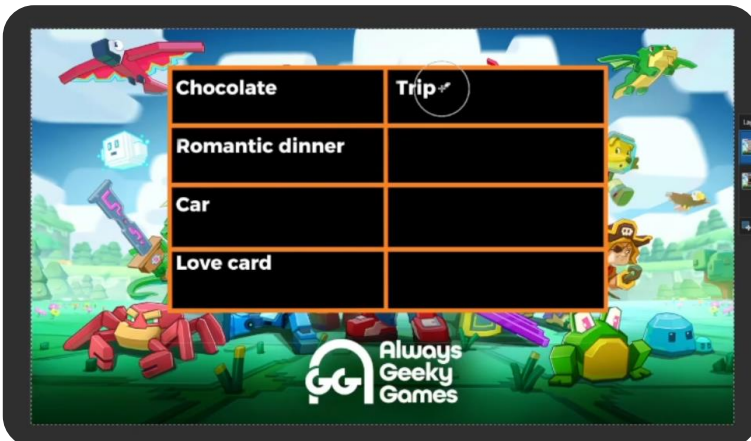 Chocolate
Trip
Romantic dinner
Car
Love card
Always
Geeky
Games